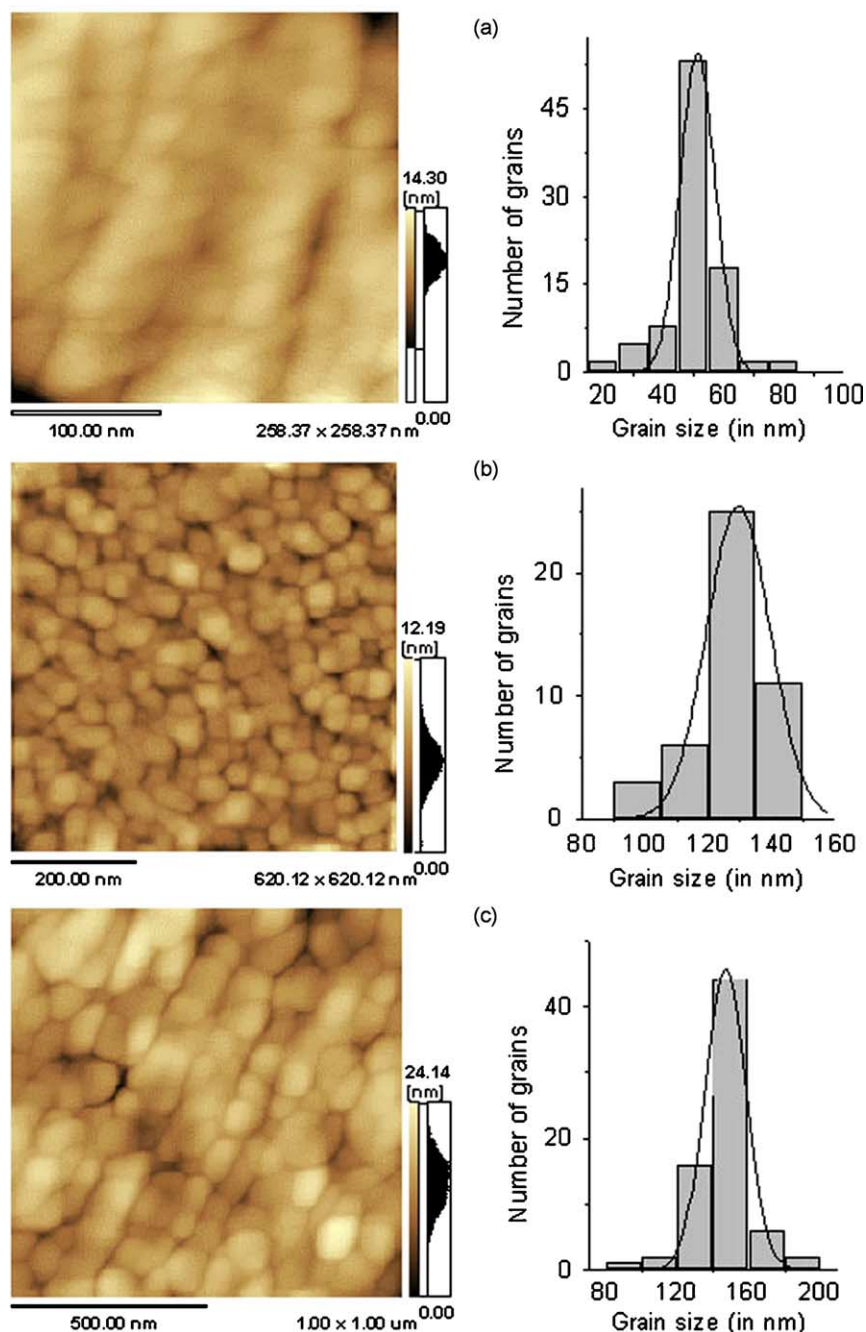 (a)
14.30
[nm]
0.00
100.00 nm
258.37 × 258.37 nm
Number of grains
45
30
15
0
20 40 60 80 100
Grain size (in nm)
(b)
12.19
[nm]
0.00
200.00 nm
620.12 × 620.12 nm
Number of grains
20
10
0
80 100 120 140 160
Grain size (in nm)
(c)
24.14
[nm]
0.00
500.00 nm
1.00 × 1.00 um
Number of grains
40
20
0
80 120 160 200
Grain size (in nm)